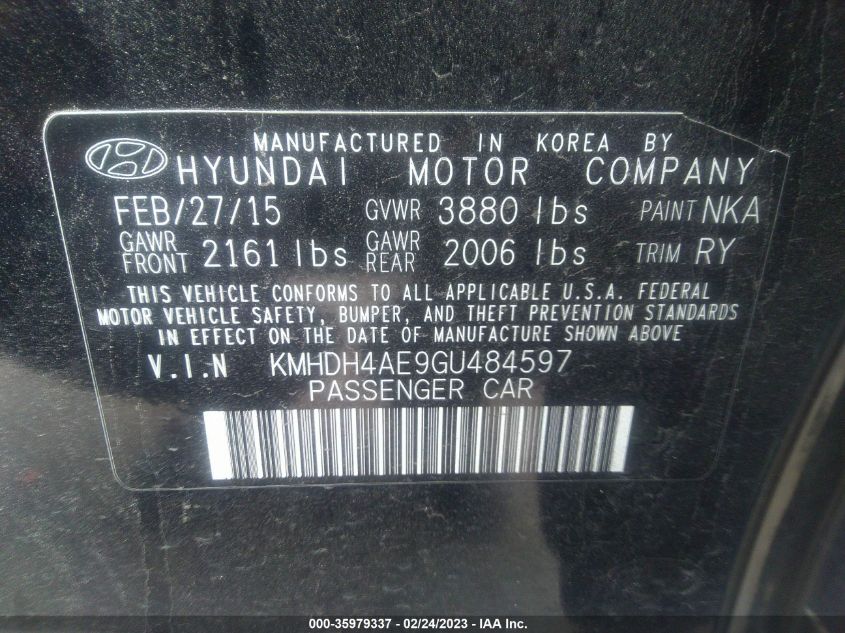 MANUFACTURED IN KOREA BY
HYUNDAI MOTOR COMPANY
FEB/27/15 GVWR 3880 lbs PAINT NKA
GAWR FRONT 2161 lbs GAWR REAR 2006 lbs TRIM RY
THIS VEHICLE CONFORMS TO ALL APPLICABLE U.S.A. FEDERAL
MOTOR VEHICLE SAFETY, BUMPER, AND THEFT PREVENTION STANDARDS
IN EFFECT ON THE DATE OF MANUFACTURE SHOWN ABOVE
V.I.N KMHDH4AE9GU484597
PASSENGER CAR
000-35979337 - 02/24/2023 - © IAA Inc.